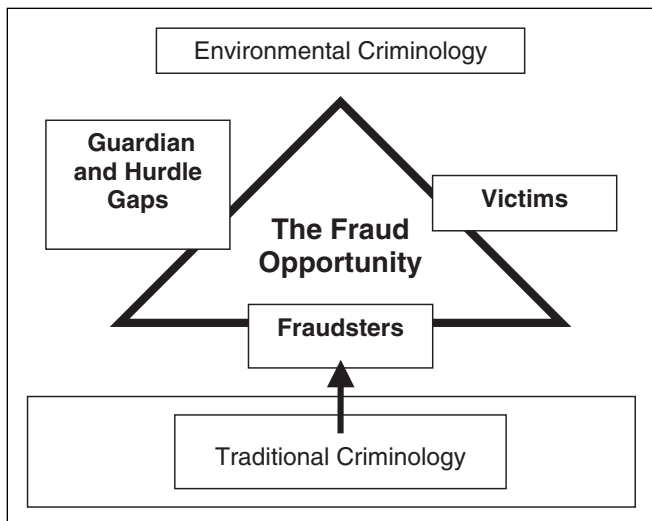 Environmental Criminology
Guardian
and Hurdle
Gaps
Victims
The Fraud
Opportunity
Fraudsters
Traditional Criminology